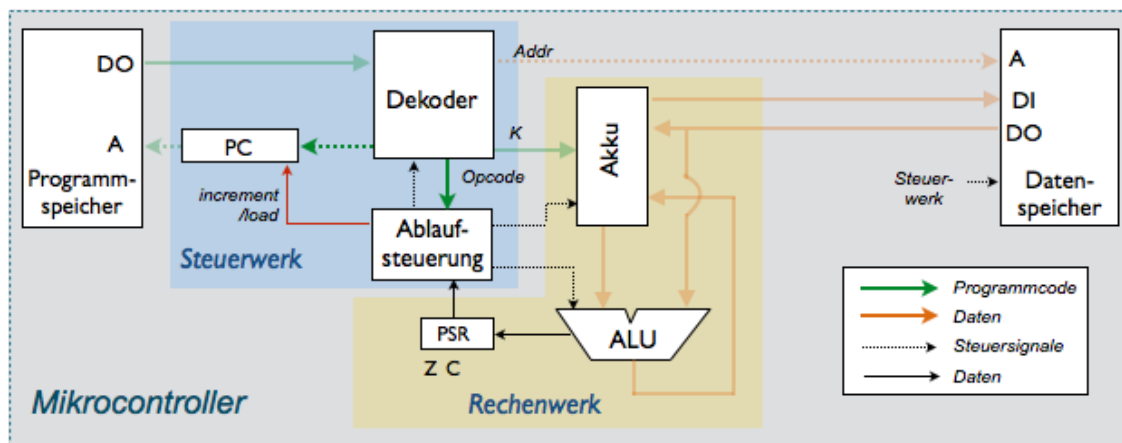 DO
A
Programm-
speicher
Dekoder
PC
increment
/load
Opcode
K
Addr
Ablauf-
steuerung
Steuerwerk
Akku
PSR
Z C
ALU
Rechenwerk
A
DI
DO
Steuer-
werk
Daten-
speicher
Programmcode
Daten
Steuersignale
Daten
Mikrocontroller